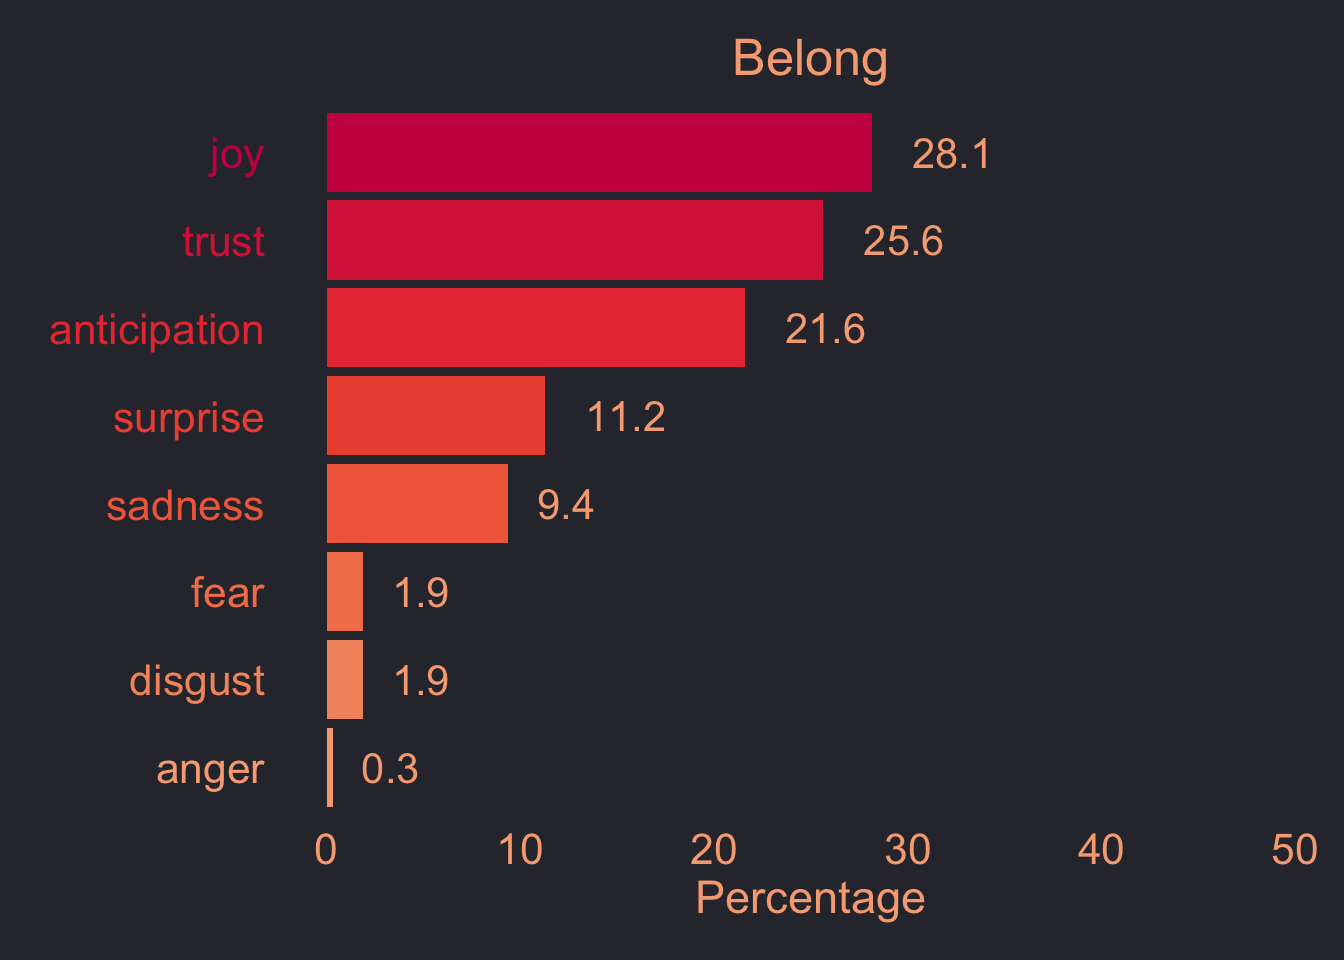 Belong
joy 28.1
trust 25.6
anticipation 21.6
surprise 11.2
sadness 9.4
fear 1.9
disgust 1.9
anger 0.3
0 10 20 30 40 50
Percentage